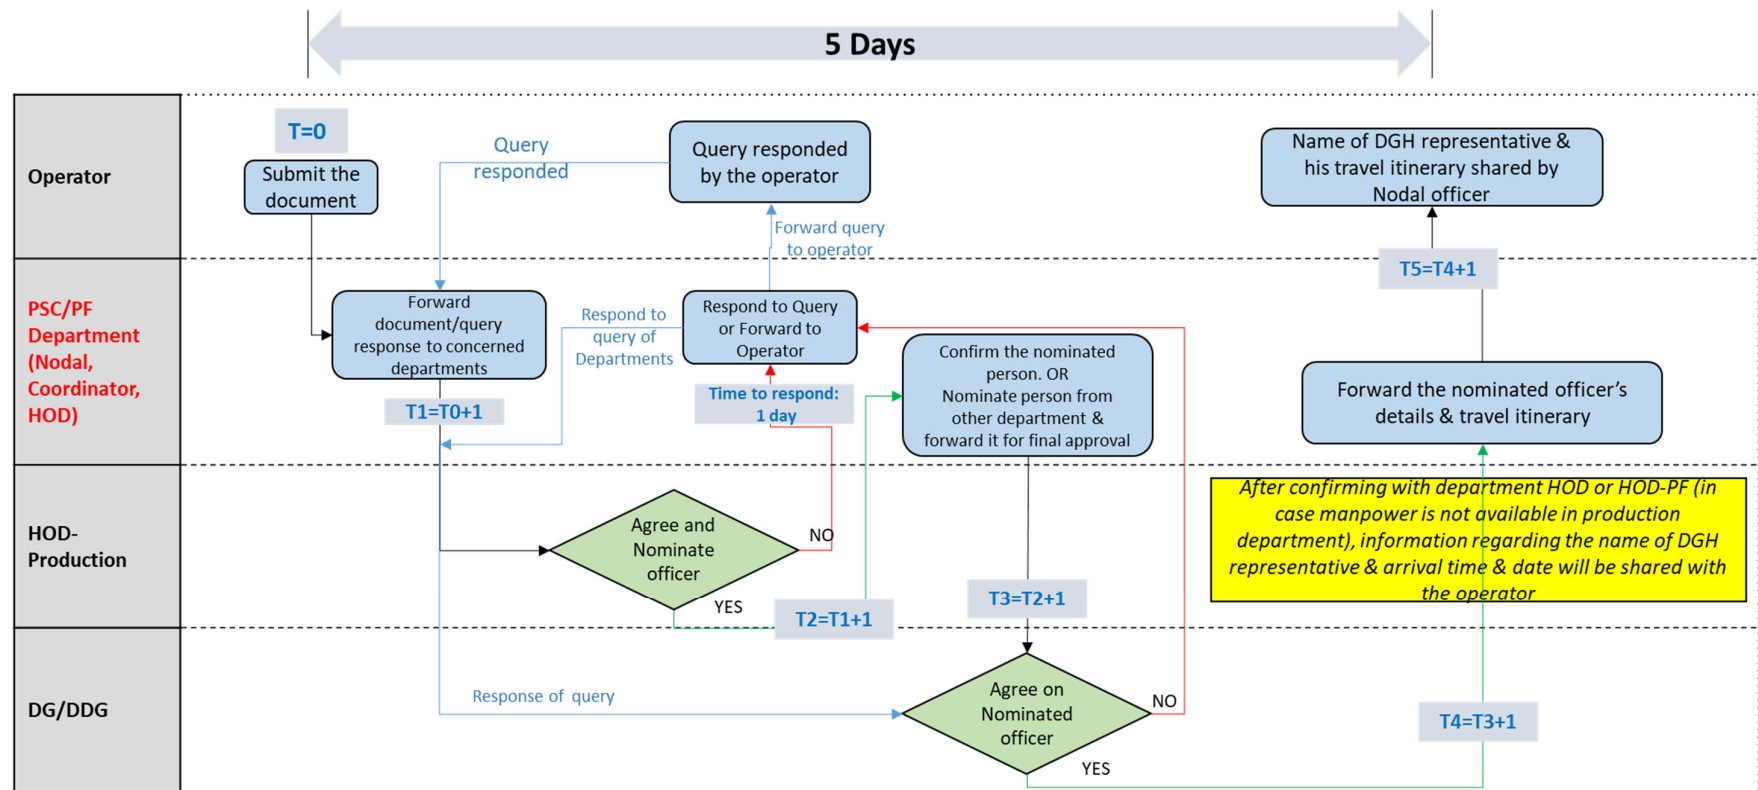 5 Days
Operator
T=0
Submit the
document
Query
responded
Query responded
by the operator
Forward query
to operator
Name of DGH representative &
his travel itinerary shared by
Nodal officer
T5=T4+1
PSC/PF
Department
(Nodal,
Coordinator,
HOD)
Forward
document/query
response to concerned
departments
T1=T0+1
Respond to
query of
Departments
Respond to Query
or Forward to
Operator
Time to respond:
1 day
Confirm the nominated
person. OR
Nominate person from
other department &
forward it for final approval
Forward the nominated officer's
details & travel itinerary
HOD-
Production
Agree and
Nominate
officer
NO
YES
T2=T1+1
T3=T2+1
After confirming with department HOD or HOD-PF (in
case manpower is not available in production
department), information regarding the name of DGH
representative & arrival time & date will be shared with
the operator
DG/DDG
Response of query
Agree on
Nominated
officer
NO
YES
T4=T3+1